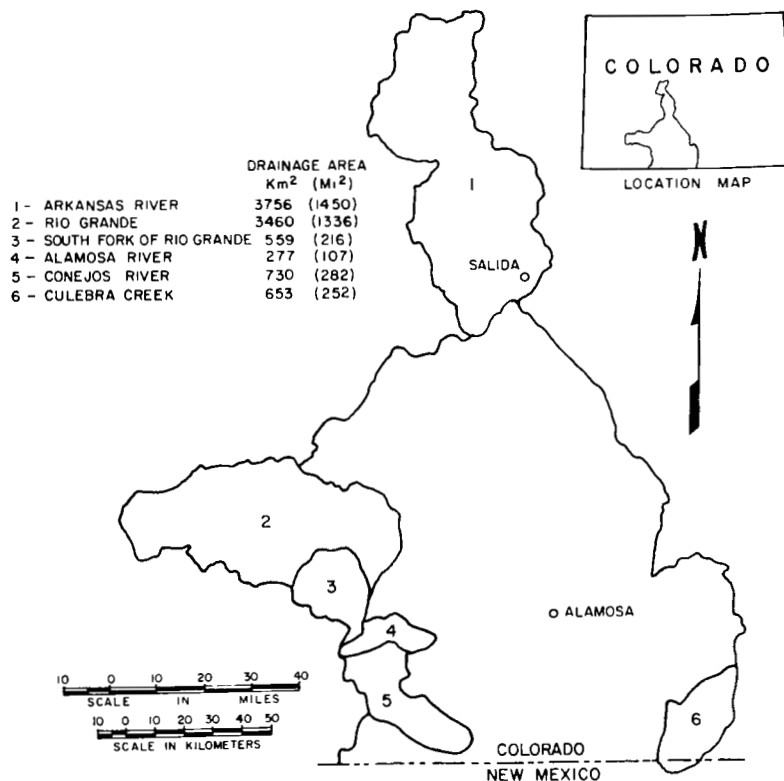 COLORADO
LOCATION MAP
DRAINAGE AREA
Km² (Mi²)
1 - ARKANSAS RIVER 3756 (1450)
2 - RIO GRANDE 3460 (1336)
3 - SOUTH FORK OF RIO GRANDE 559 (216)
4 - ALAMOSA RIVER 277 (107)
5 - CONEJOS RIVER 730 (282)
6 - CULEBRA CREEK 653 (252)
1
SALIDA
N
2
3
ALAMOSA
4
10 0 10 20 30 40
SCALE IN MILES
5
6
10 0 10 20 30 40 50
SCALE IN KILOMETERS
COLORADO
NEW MEXICO